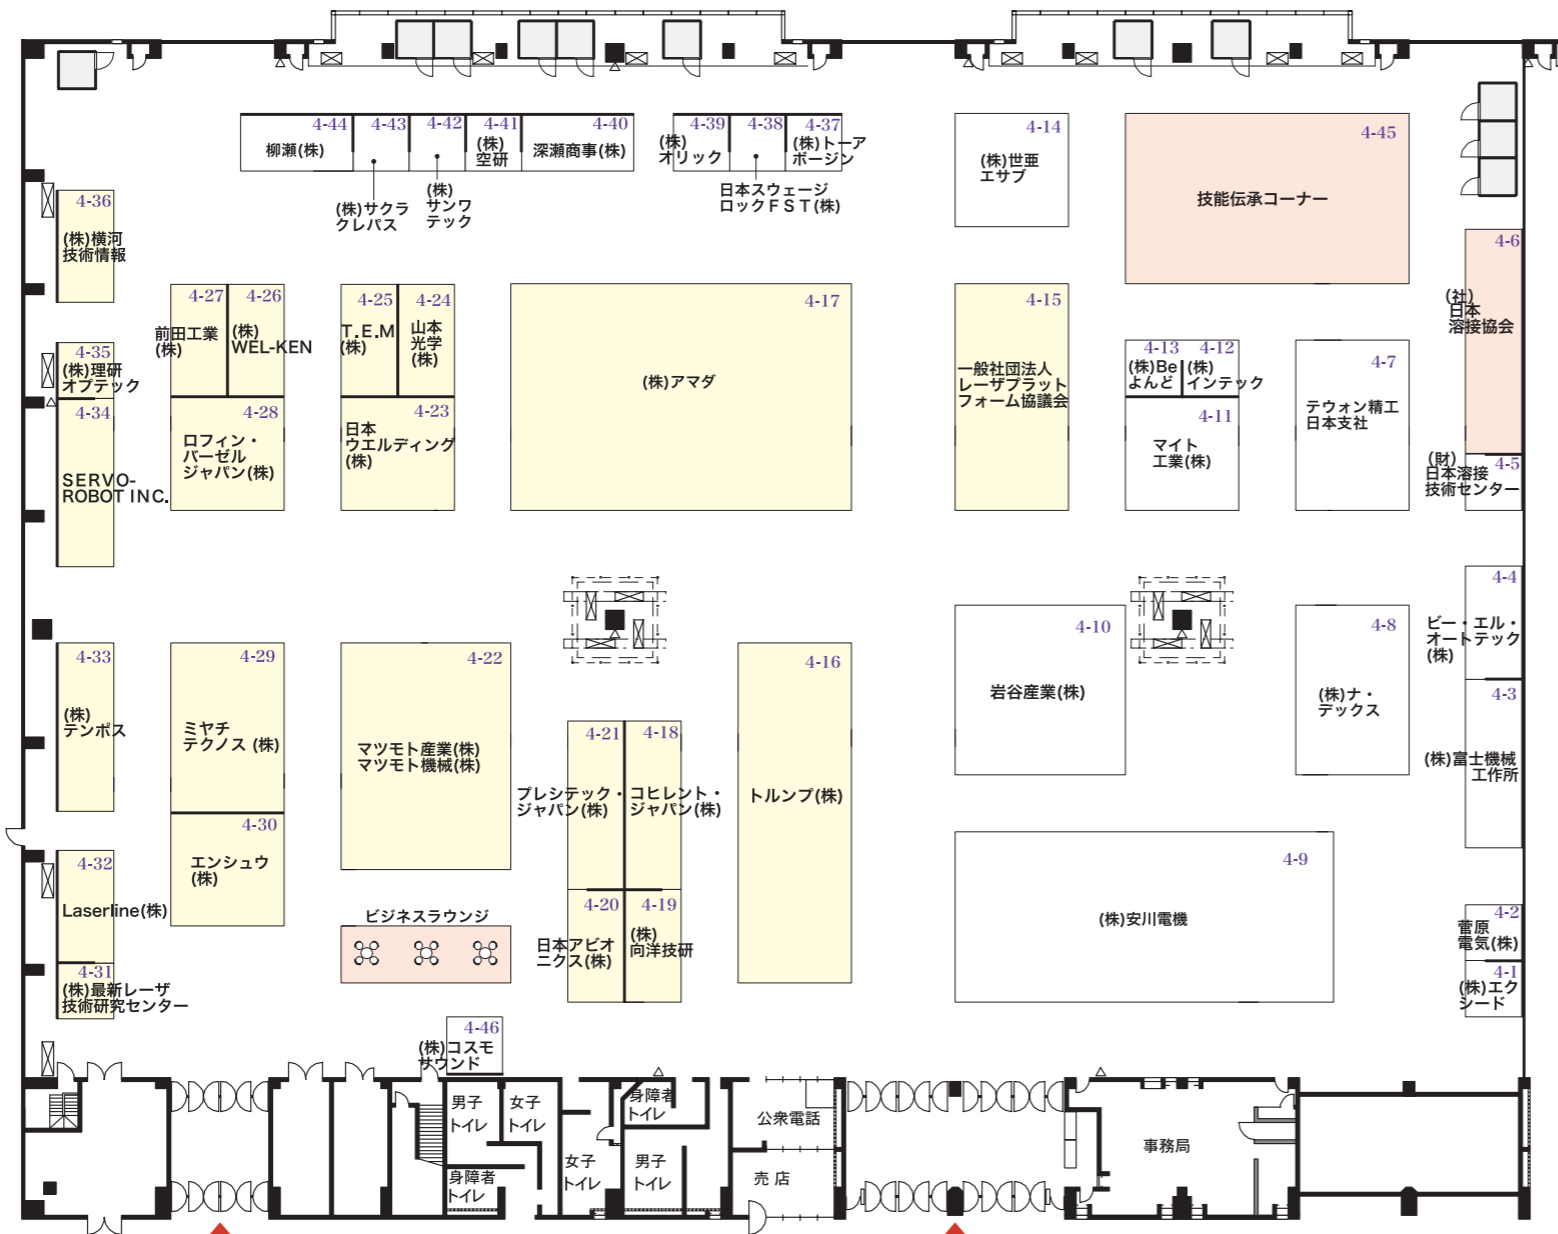 4-44
柳瀬(株)
4-43
(株)サクラ
クレパス
4-42
(株)
サンワ
テック
4-41
(株)
空研
4-40
深瀬商事(株)
4-39
(株)
オリック
4-38
日本スウェージ
ロックＦＳＴ(株)
4-37
(株)トーア
ボージン
4-14
(株)世亜
エサブ
4-45
技能伝承コーナー
4-36
(株)横河
技術情報
4-6
(社)
日本
溶接協会
4-27
前田工業
(株)
4-26
(株)
WEL-KEN
4-25
T.E.M
(株)
4-24
山本
光学
(株)
4-17
(株)アマダ
4-15
一般社団法人
レーザプラット
フォーム協議会
4-13
(株)Be
よんど
4-12
(株)
インテック
4-7
テウォン精工
日本支社
4-35
(株)理研
オプテック
4-34
SERVO-
ROBOT INC.
4-28
ロフィン・
バーゼル
ジャパン(株)
4-23
日本
ウエルディング
(株)
4-11
マイト
工業(株)
4-5
(財)
日本溶接
技術センター
4-4
ビー・エル・
オートテック
(株)
4-33
(株)
テンポス
4-29
ミヤチ
テクノス (株)
4-22
マツモト産業(株)
マツモト機械(株)
4-21
プレシテック・
ジャパン(株)
4-18
コヒレント・
ジャパン(株)
4-16
トルンプ(株)
4-10
岩谷産業(株)
4-8
(株)ナ・
デックス
4-3
(株)富士機械
工作所
4-32
Laserline(株)
4-30
エンシュウ
(株)
4-20
日本アビオ
ニクス(株)
4-19
(株)
向洋技研
4-9
(株)安川電機
4-2
菅原
電気(株)
4-31
(株)最新レーザ
技術研究センター
ビジネスラウンジ
4-1
(株)エク
シード
4-46
(株)コスモ
サウンド
男子
トイレ
女子
トイレ
身障者
トイレ
公衆電話
事務局
身障者
トイレ
女子
トイレ
男子
トイレ
売店